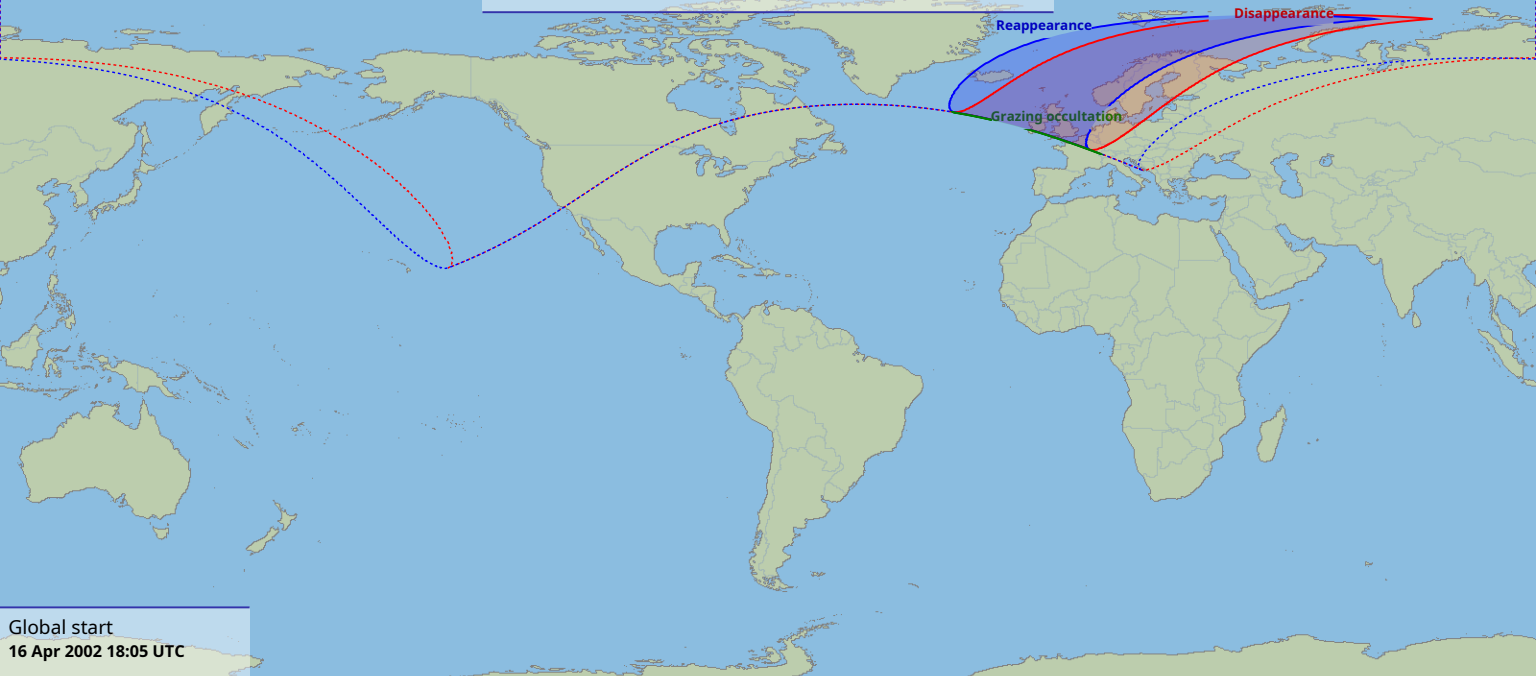 Disappearance
Reappearance
Grazing occultation
Global start
16 Apr 2002 18:05 UTC